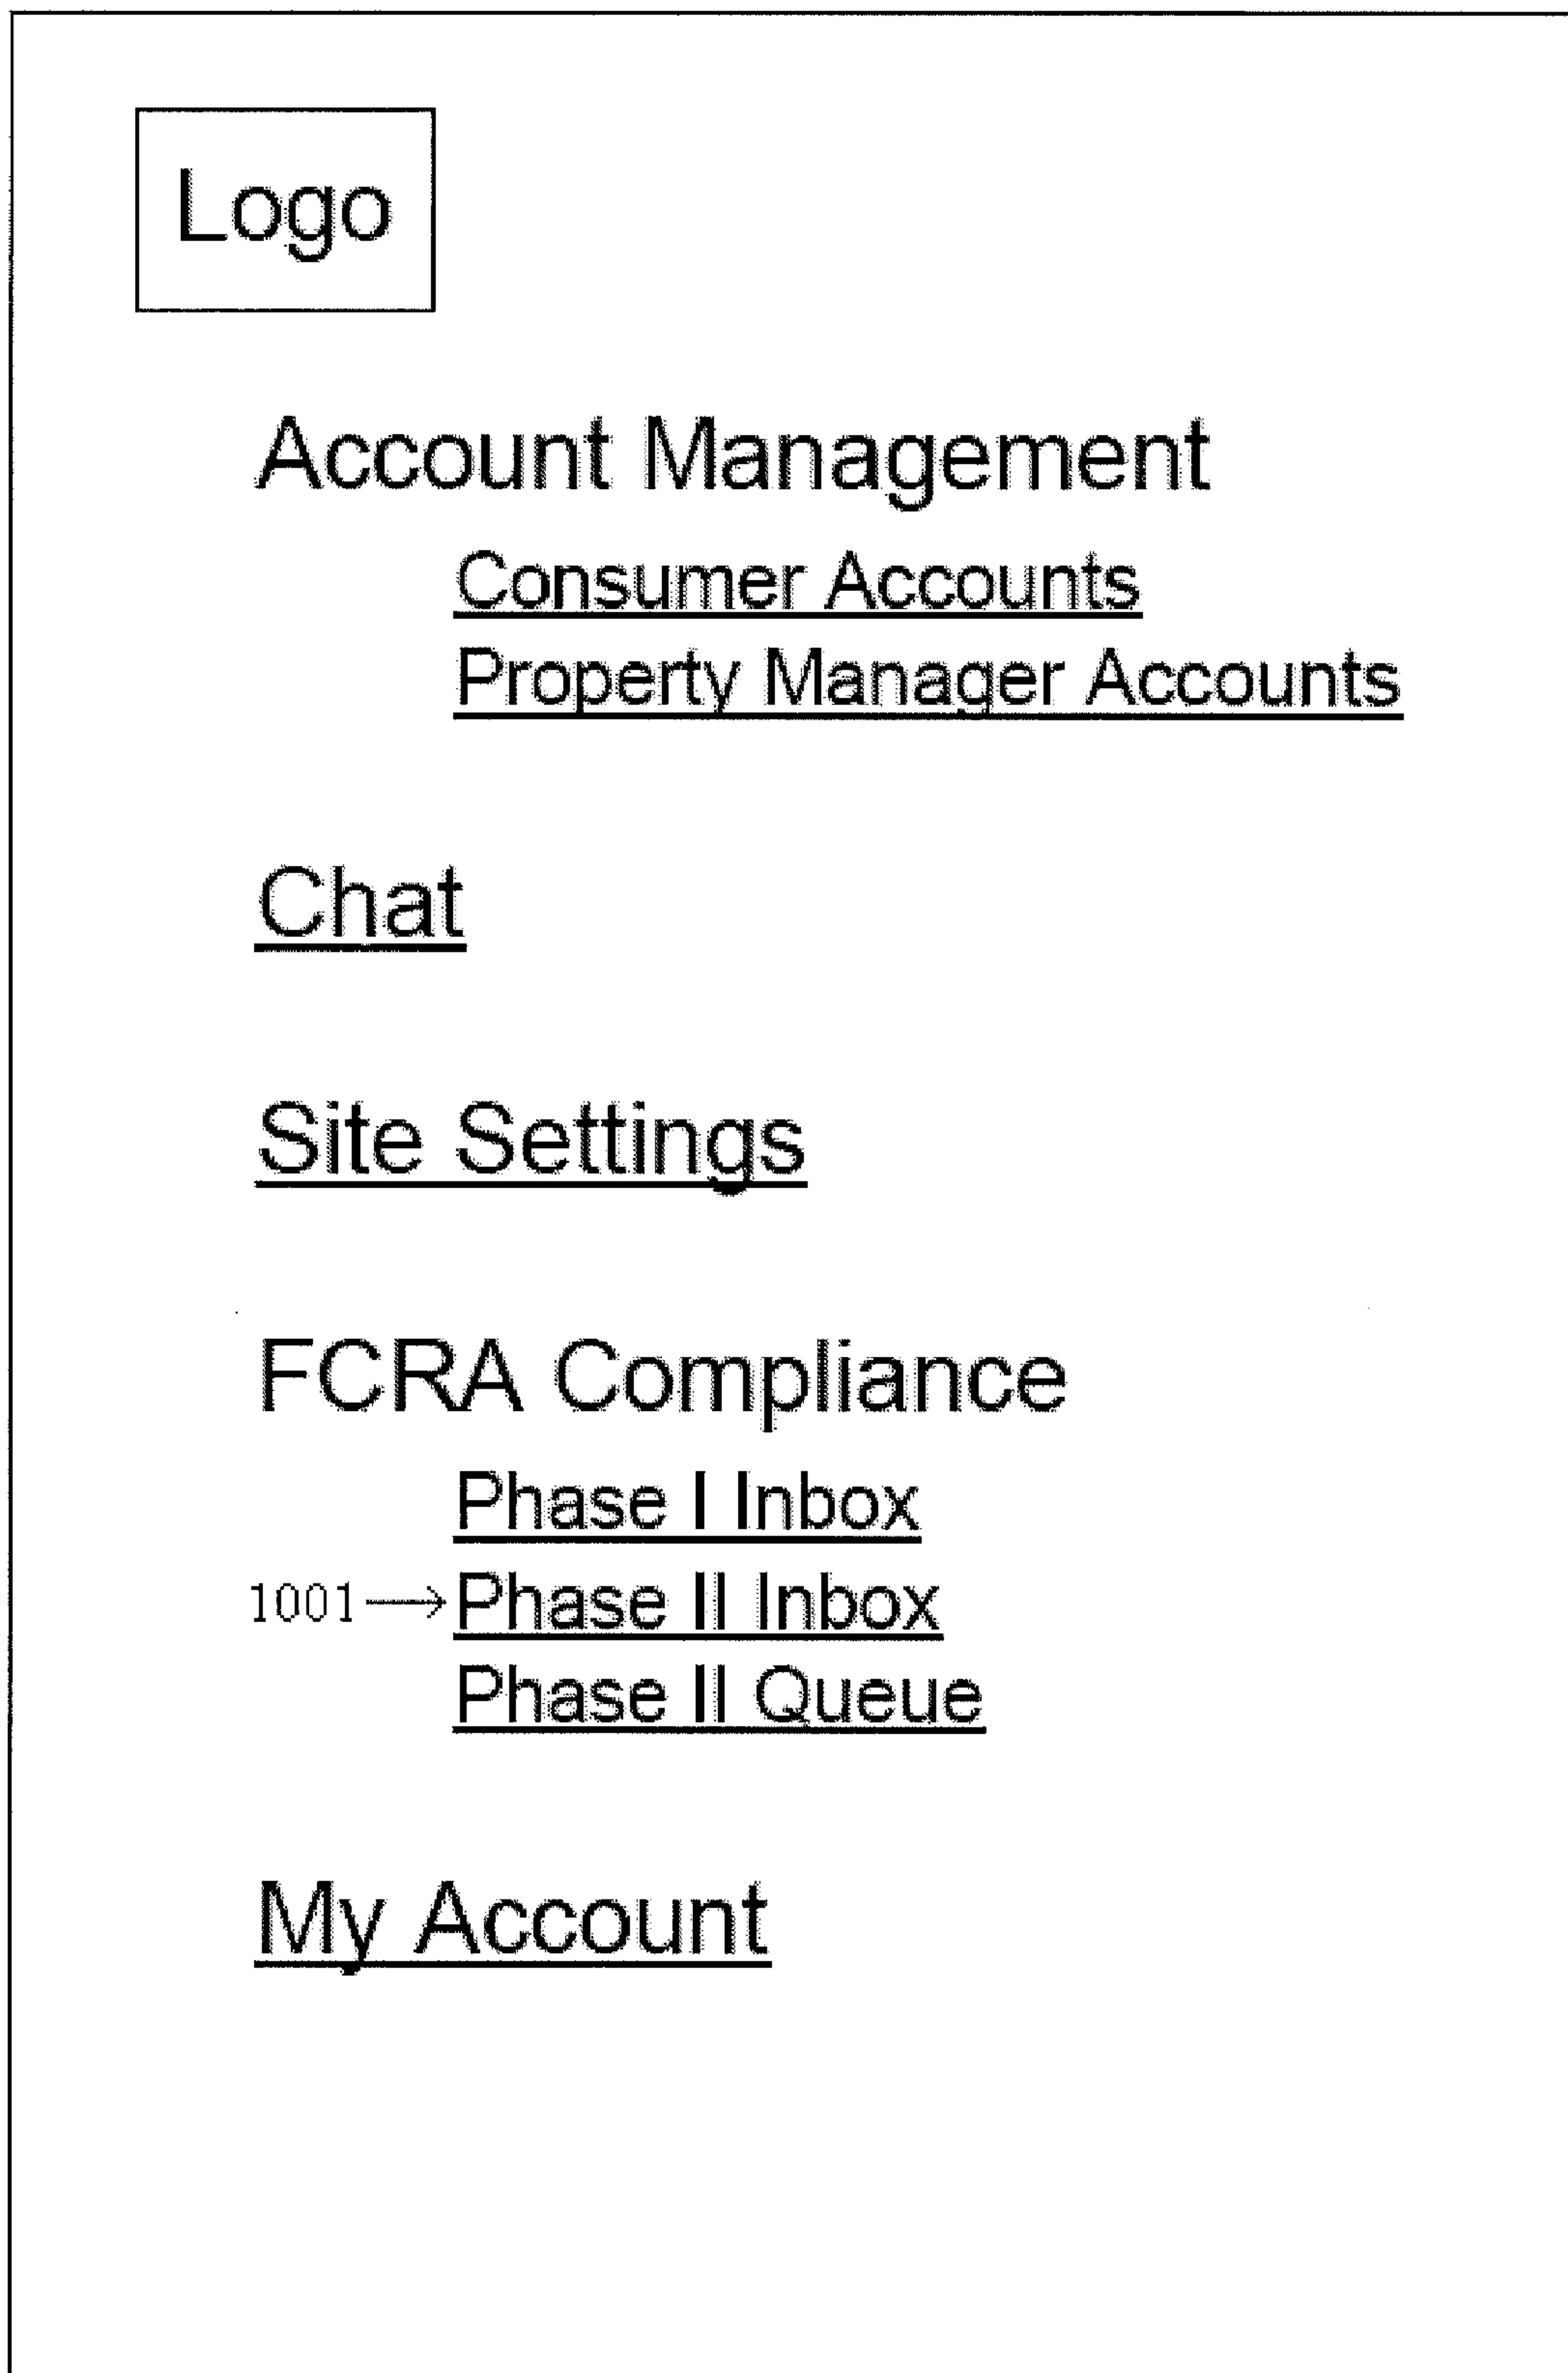 Logo
Account Management
Consumer Accounts
Property Manager Accounts
Chat
Site Settings
FCRA Compliance
Phase I Inbox
1001 → Phase II Inbox
Phase II Queue
My Account